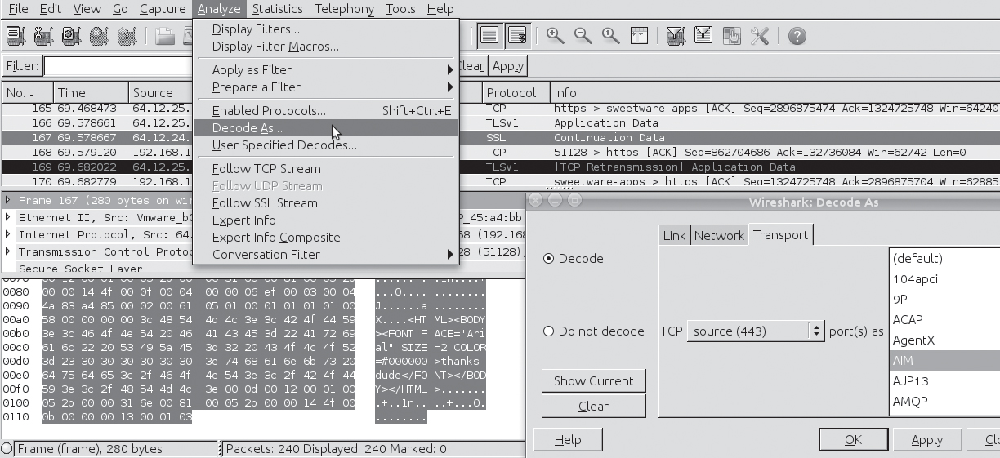 File Edit View Go Capture Analyze Statistics Telephony Tools Help
Display Filters...
Display Filter Macros...
Apply as Filter
Prepare a Filter
Enabled Protocols... Shift+Ctrl+E
Decode As...
User Specified Decodes...
Follow TCP Stream
Follow UDP Stream
Follow SSL Stream
Expert Info
Expert Info Composite
Conversation Filter
Filter: Clear Apply
No. . Time Source Protocol Info
165 69.468473 64.12.25. TCP https > sweetware-apps [ACK] Seq=2896875474 Ack=1324725748 Win=64240
166 69.578661 64.12.25. TLSv1 Application Data
167 69.578667 64.12.24. SSL Continuation Data
168 69.579120 192.168.1 TCP 51128 > https [ACK] Seq=862704686 Ack=132736084 Win=62742 Len=0
169 69.682022 64.12.25. TLSv1 [TCP Retransmission] Application Data
170 69.682779 192.168.1 TCP sweetware-apps > https [ACK] Seq=1324725748 Ack=2896875704 Win=62885
Frame 167 (280 bytes on wi
Ethernet II, Src: Vmware_b0 P_45:a4:bb
Internet Protocol, Src: 64. 68 (192.168
Transmission Control Proto 28 (51128),
Secure Socket Layer
0080 00 00 14 4f 00 0f 00 04 00 00 06 ef 00 03 00 04 ...O............
0090 4a 83 a4 85 00 02 00 61 05 01 00 01 01 01 01 00 J......a........
00a0 58 00 00 00 00 3c 48 54 4d 4c 3e 3c 42 4f 44 59 X....<HTML><BODY
00b0 3e 3c 46 4f 4e 54 20 46 41 43 45 3d 22 41 72 69 ><FONT FACE="Ari
00c0 61 6c 22 20 53 49 5a 45 3d 32 20 43 4f 4c 4f 52 al" SIZE=2 COLOR
00d0 3d 23 30 30 30 30 30 30 3e 74 68 61 6e 6b 73 20 =#000000>thanks
00e0 64 75 64 65 3c 2f 46 4f 4e 54 3e 3c 2f 42 4f 44 dude</FONT></BOD
00f0 59 3e 3c 2f 48 54 4d 4c 3e 00 0d 00 12 00 01 00 Y></HTML>.......
0100 05 2b 00 00 31 6e 00 81 00 05 2b 00 00 14 4f 00 .+..1n....+...O.
0110 0b 00 00 00 13 00 01 03 ........
Frame (frame), 280 bytes Packets: 240 Displayed: 240 Marked: 0
Wireshark: Decode As
Link Network Transport
Decode
Do not decode
Show Current
Clear
TCP source (443) port(s) as
(default)
104apci
9P
ACAP
AgentX
AIM
AJP13
AMQP
Help OK Apply Clo